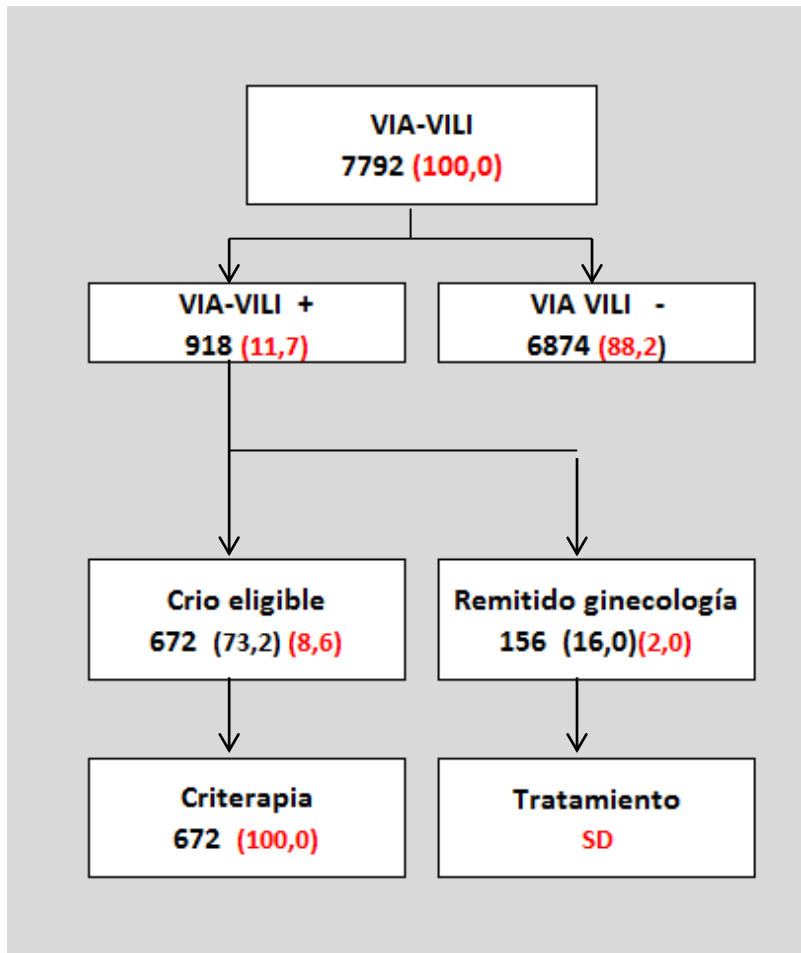 VIA-VILI
7792 (100,0)
VIA-VILI +
918 (11,7)
VIA VILI -
6874 (88,2)
Crio eligible
672 (73,2) (8,6)
Remitido ginecología
156 (16,0)(2,0)
Criterapia
672 (100,0)
Tratamiento
SD